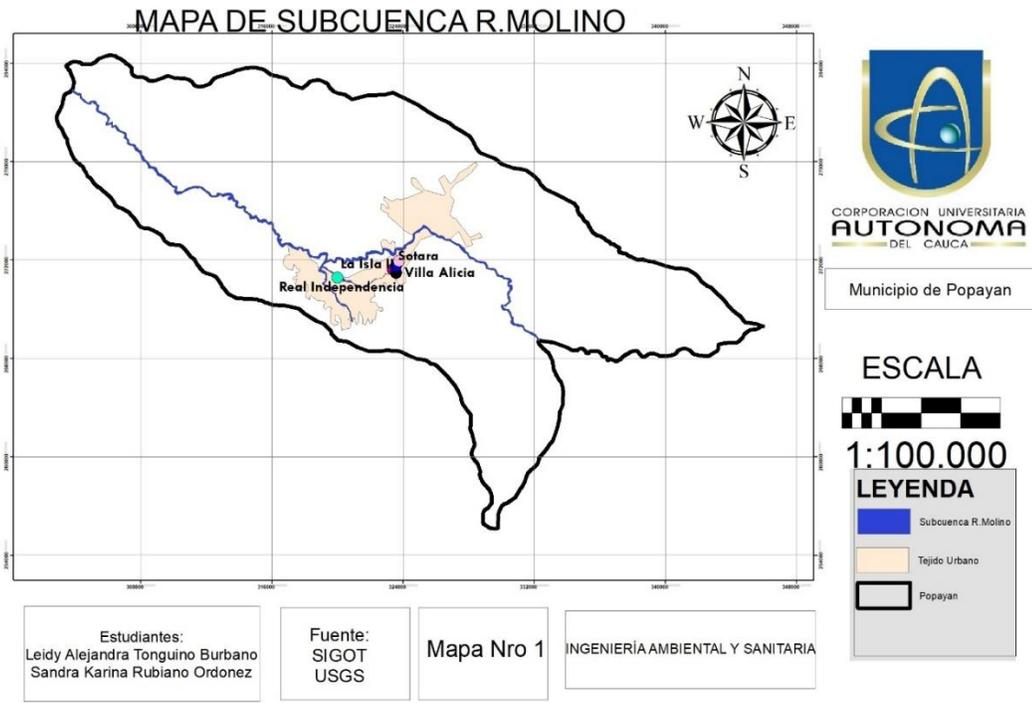 MAPA DE SUBCUENCA R.MOLINO
N
W
E
S
Sotara
La Isla II
Villa Alicia
Real Independencia
CORPORACION UNIVERSITARIA
AUTONOMA
DEL CAUCA
Municipio de Popayan
ESCALA
1:100.000
LEYENDA
Subcuenca R.Molino
Tejido Urbano
Popayan
Estudiantes:
Leidy Alejandra Tonguino Burbano
Sandra Karina Rubiano Ordonez
Fuente:
SIGOT
USGS
Mapa Nro 1
INGENIERÍA AMBIENTAL Y SANITARIA